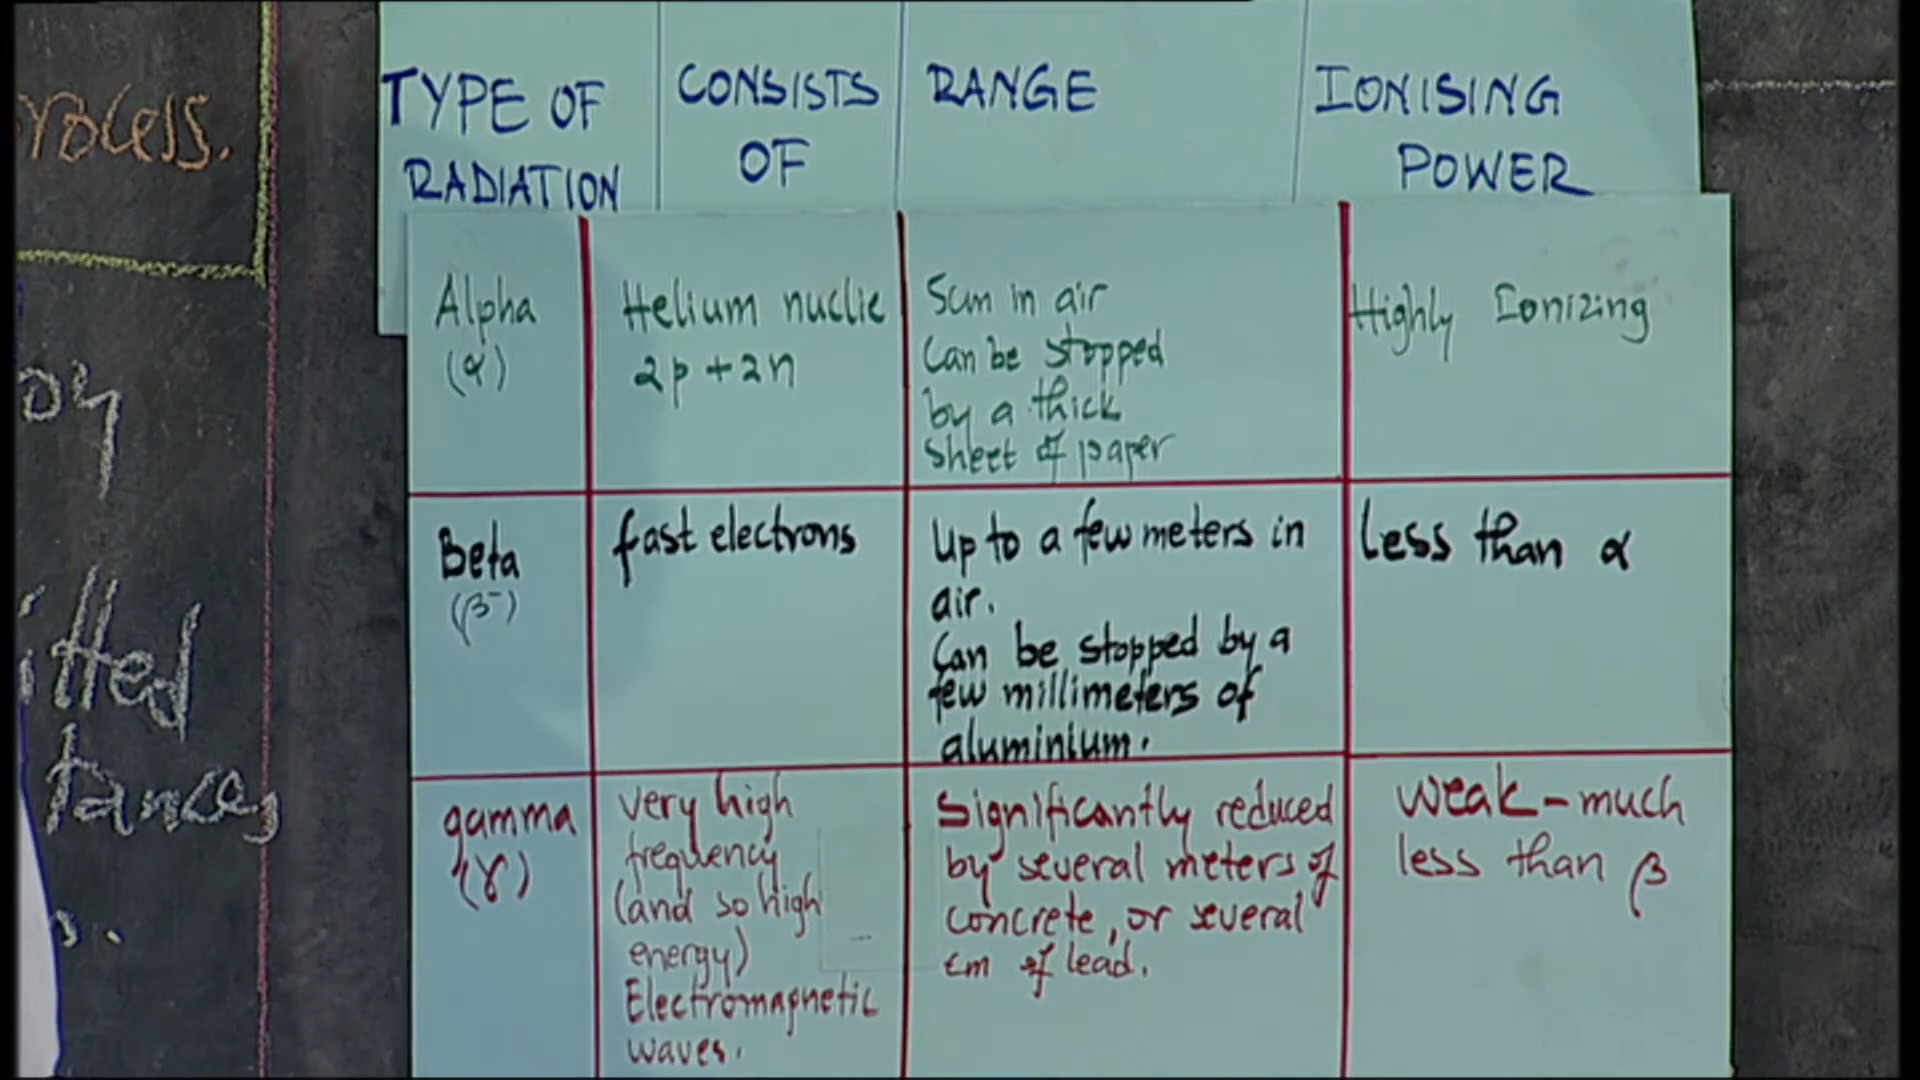 rocess.
itted
tances
TYPE OF
RADIATION
CONSISTS
OF
RANGE
IONISING
POWER
Alpha
(α)
Helium nuclie
2p + 2n
5cm in air
Can be stopped
by a thick
sheet of paper
Highly Ionizing
Beta
(β⁻)
fast electrons
Up to a few meters in
air.
Can be stopped by a
few millimeters of
aluminium.
less than α
gamma
(γ)
very high
frequency
(and so high
energy)
Electromagnetic
waves.
Significantly reduced
by several meters of
concrete, or several
cm of lead.
weak - much
less than β